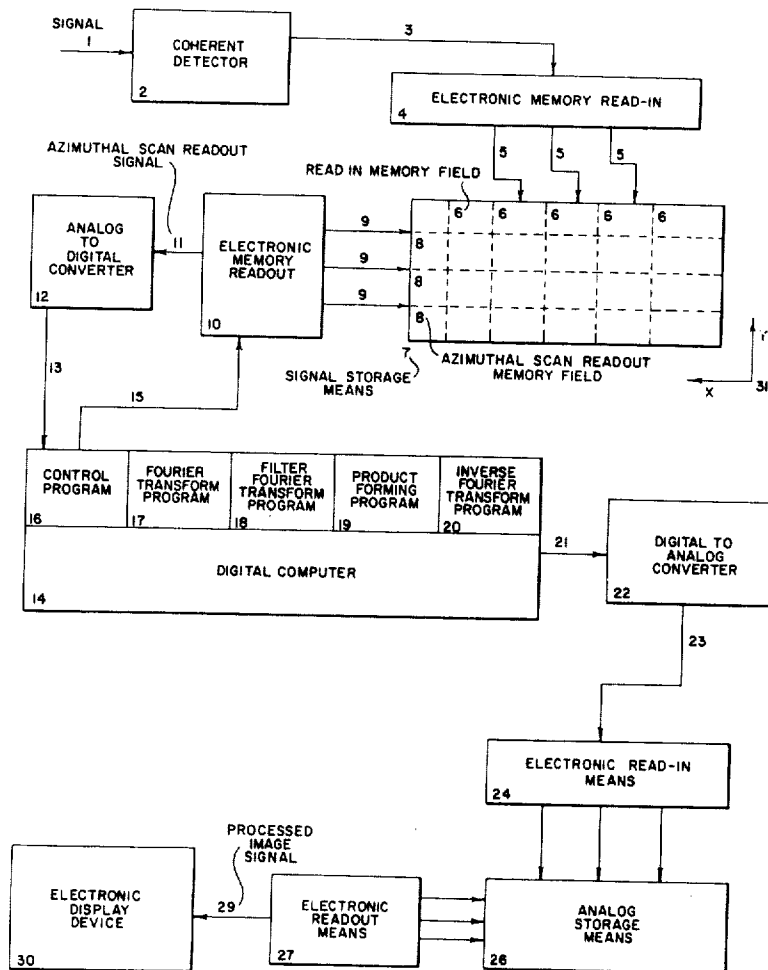 SIGNAL
1
COHERENT
DETECTOR
2
3
ELECTRONIC MEMORY READ-IN
4
5
5
5
AZIMUTHAL SCAN READOUT
SIGNAL
READ IN MEMORY FIELD
ANALOG
TO
DIGITAL
CONVERTER
12
11
ELECTRONIC
MEMORY
READOUT
10
9
9
9
6
6
6
6
6
8
8
8
7
SIGNAL STORAGE
MEANS
AZIMUTHAL SCAN READOUT
MEMORY FIELD
Y
X
31
13
15
CONTROL
PROGRAM
16
FOURIER
TRANSFORM
PROGRAM
17
FILTER
FOURIER
TRANSFORM
PROGRAM
18
PRODUCT
FORMING
PROGRAM
19
INVERSE
FOURIER
TRANSFORM
PROGRAM
20
DIGITAL COMPUTER
14
21
DIGITAL TO
ANALOG
CONVERTER
22
23
ELECTRONIC READ-IN
MEANS
24
PROCESSED
IMAGE
SIGNAL
ELECTRONIC
DISPLAY
DEVICE
30
29
ELECTRONIC
READOUT
MEANS
27
ANALOG
STORAGE
MEANS
26